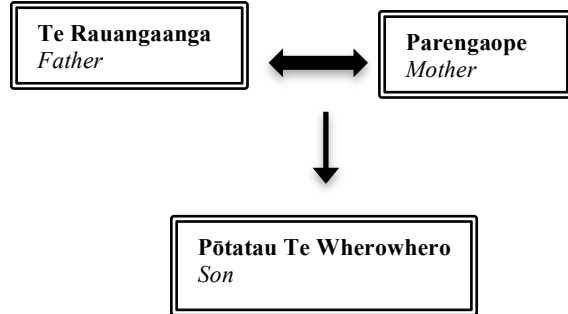 Te Rauangaanga
Father
Parengaope
Mother
Pōtatau Te Wherowhero
Son